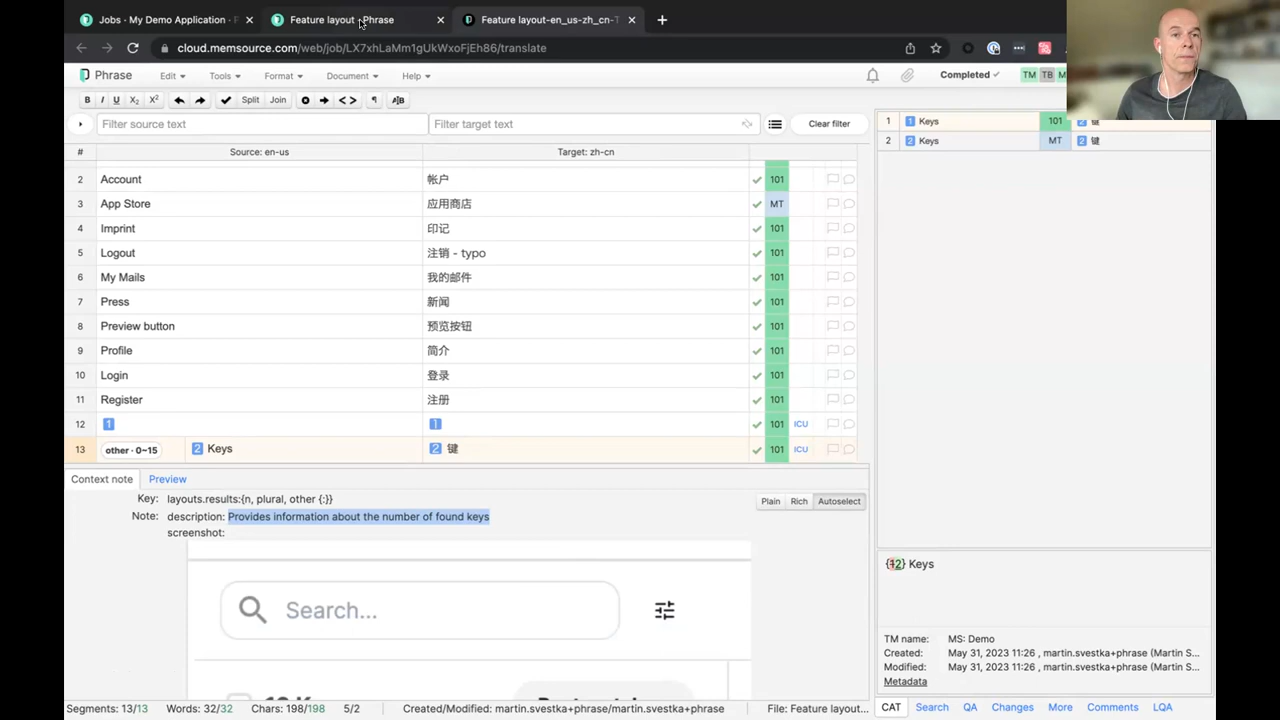 Jobs · My Demo Application · P
Feature layout · Phrase
Feature layout-en_us-zh_cn-T
cloud.memsource.com/web/job/LX7xhLaMm1gUkWxoFjEh86/translate
Phrase Edit Tools Format Document Help Completed TM TB M
B I U X₂ X² Split Join
Filter source text Filter target text Clear filter
# Source: en-us Target: zh-cn
2 Account 帐户 101
3 App Store 应用商店 MT
4 Imprint 印记 101
5 Logout 注销 - typo 101
6 My Mails 我的邮件 101
7 Press 新闻 101
8 Preview button 预览按钮 101
9 Profile 简介 101
10 Login 登录 101
11 Register 注册 101
12 1 1 101 ICU
13 other · 0~15 2 Keys 2 键 101 ICU
1 1 Keys 101 2 键
2 2 Keys MT 2 键
Context note Preview
Key: layouts.results:{n, plural, other {:}}
Note: description: Provides information about the number of found keys
screenshot:
Plain Rich Autoselect
Search...
{12} Keys
TM name: MS: Demo
Created: May 31, 2023 11:26 , martin.svestka+phrase (Martin S...
Modified: May 31, 2023 11:26 , martin.svestka+phrase (Martin S...
Metadata
CAT Search QA Changes More Comments LQA
Segments: 13/13 Words: 32/32 Chars: 198/198 5/2 Created/Modified: martin.svestka+phrase/martin.svestka+phrase File: Feature layout...